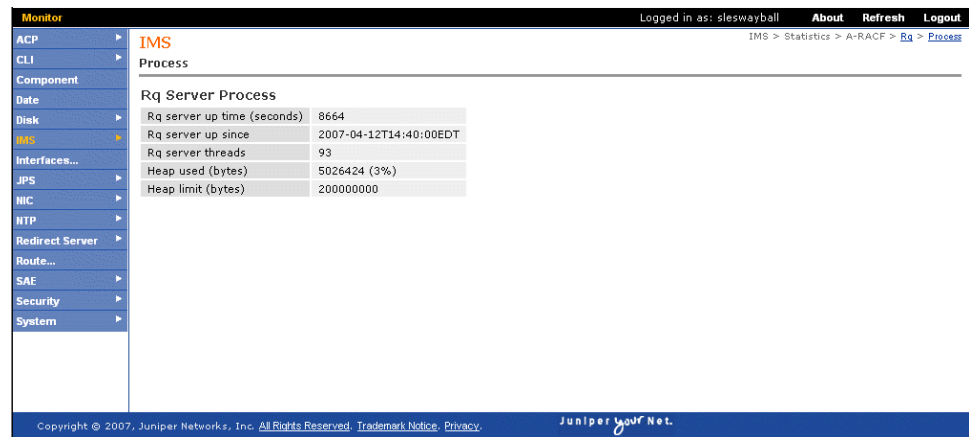 Monitor
Logged in as: sleswayball About Refresh Logout
ACP
CLI
Component
Date
Disk
IMS
Interfaces...
JPS
NIC
NTP
Redirect Server
Route...
SAE
Security
System
IMS > Statistics > A-RACF > Rq > Process
IMS
Process
Rq Server Process
Rq server up time (seconds) 8664
Rq server up since 2007-04-12T14:40:00EDT
Rq server threads 93
Heap used (bytes) 5026424 (3%)
Heap limit (bytes) 200000000
Copyright © 2007, Juniper Networks, Inc. All Rights Reserved. Trademark Notice. Privacy.
Juniper your Net.